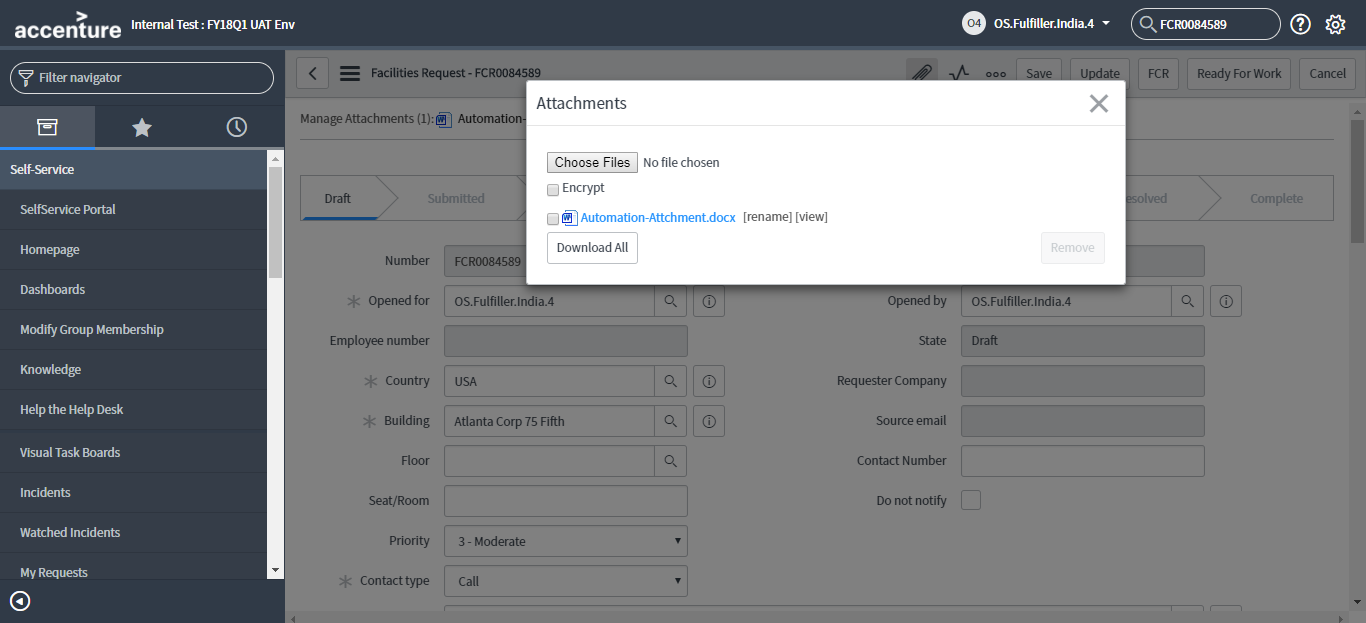 accenture
Internal Test : FY18Q1 UAT Env
O4 OS.Fulfiller.India.4
FCR0084589
Filter navigator
Self-Service
SelfService Portal
Homepage
Dashboards
Modify Group Membership
Knowledge
Help the Help Desk
Visual Task Boards
Incidents
Watched Incidents
My Requests
Facilities Request - FCR0084589
Save
Update
FCR
Ready For Work
Cancel
Manage Attachments (1): Automation-
Attachments
Choose Files No file chosen
Encrypt
Automation-Attchment.docx [rename] [view]
Download All
Remove
Draft
Submitted
esolved
Complete
Number FCR0084589
Opened for OS.Fulfiller.India.4
Opened by OS.Fulfiller.India.4
Employee number
State Draft
Country USA
Requester Company
Building Atlanta Corp 75 Fifth
Source email
Floor
Contact Number
Seat/Room
Do not notify
Priority 3 - Moderate
Contact type Call